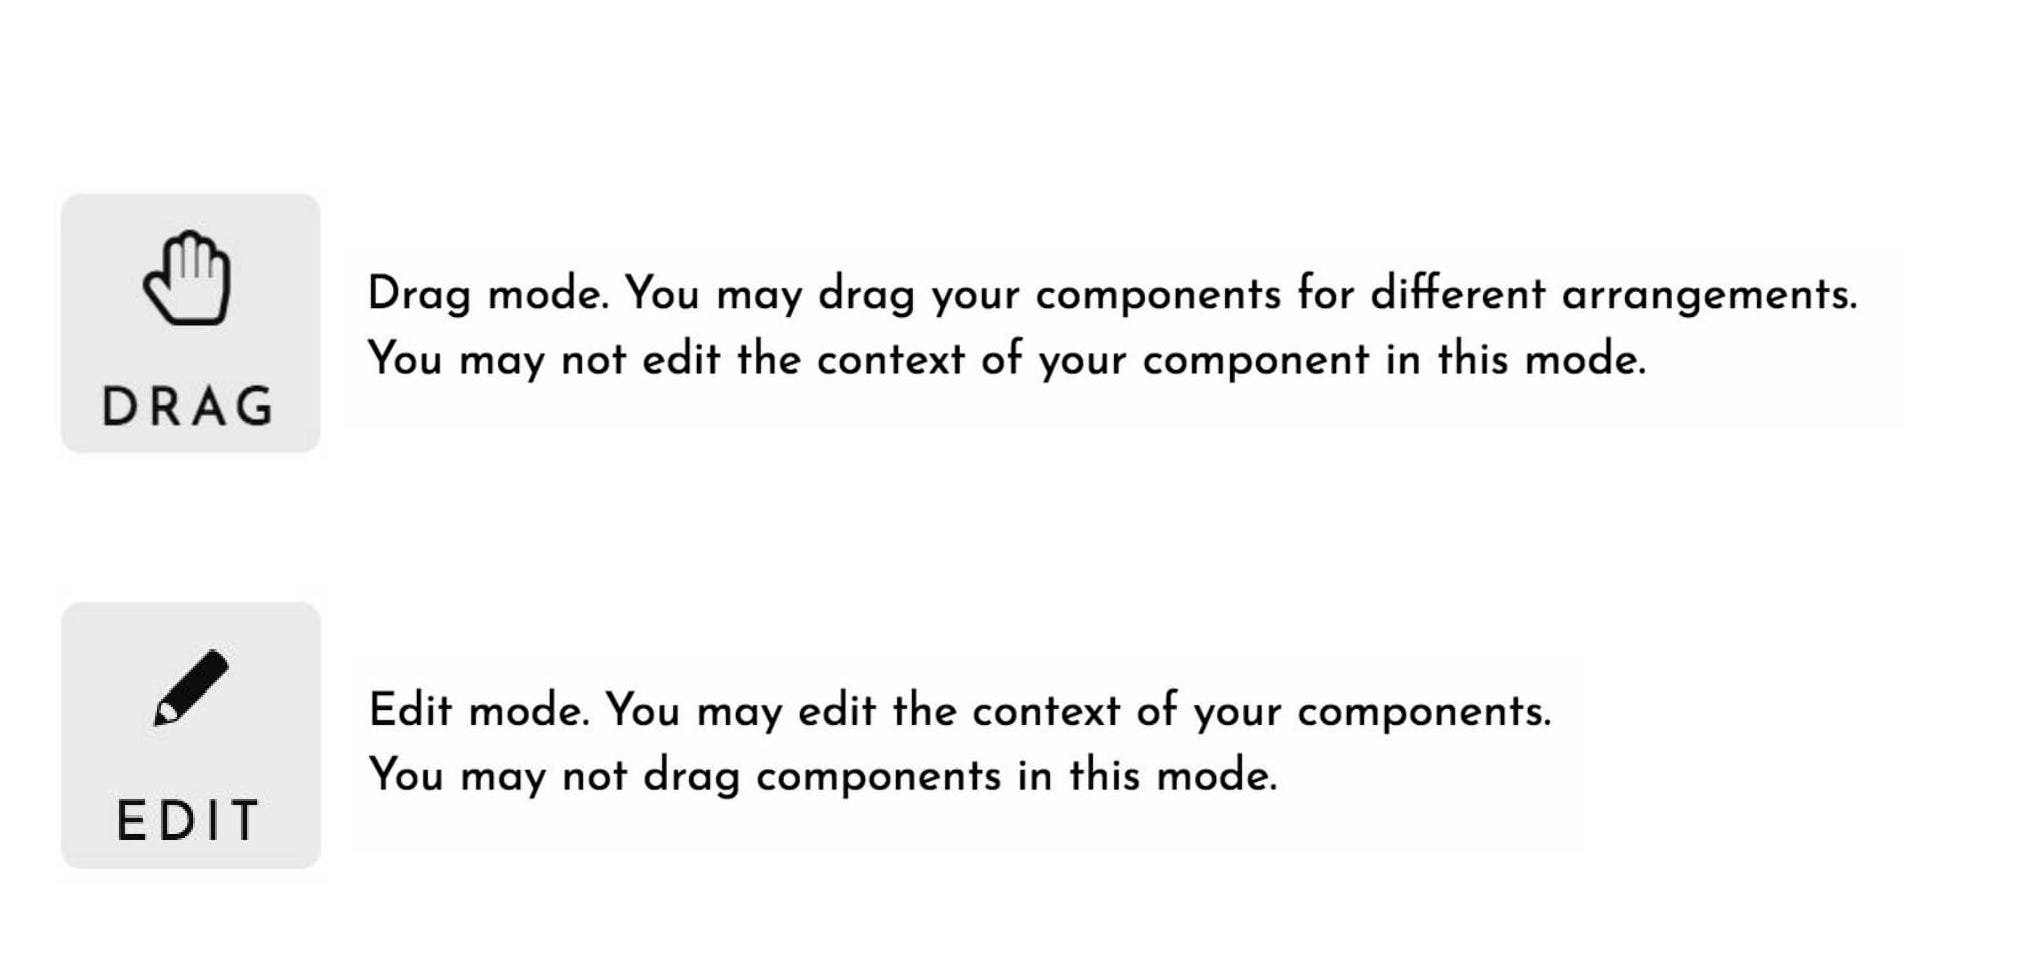 DRAG
Drag mode. You may drag your components for different arrangements.
You may not edit the context of your component in this mode.
EDIT
Edit mode. You may edit the context of your components.
You may not drag components in this mode.